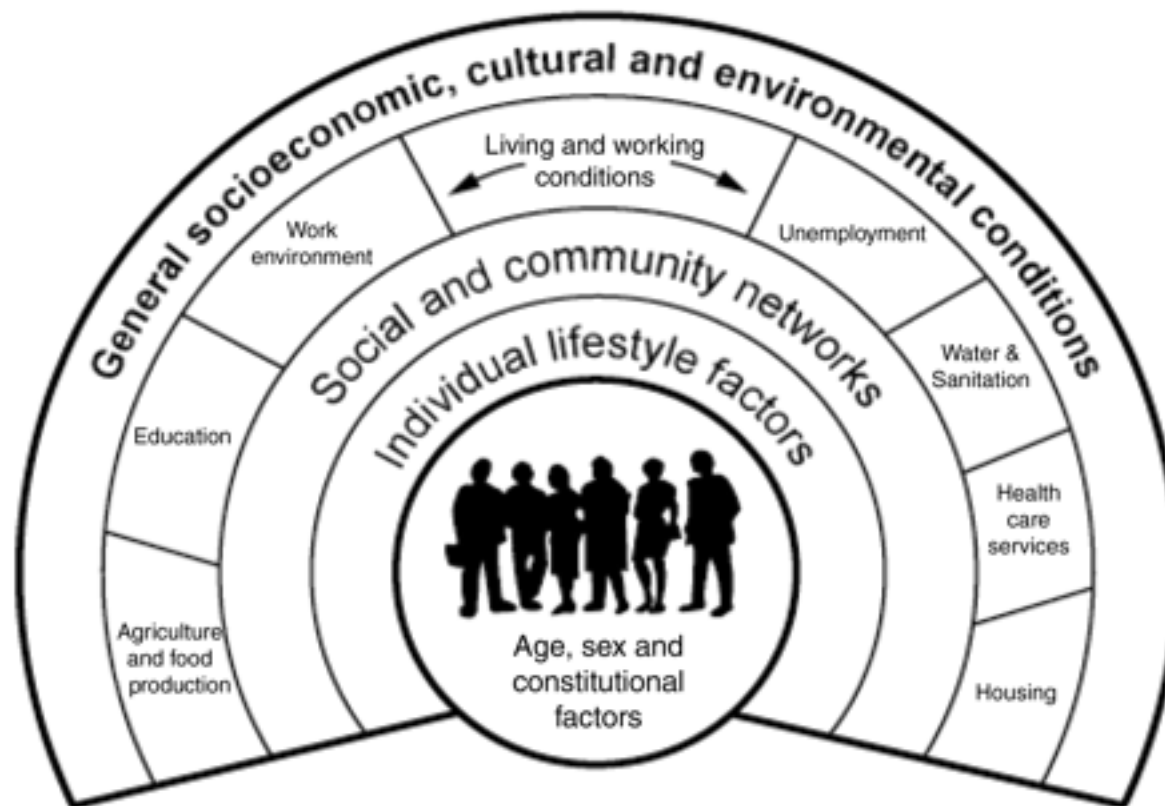 General socioeconomic, cultural and environmental conditions
Living and working
conditions
Work
environment
Unemployment
Education
Water &
Sanitation
Agriculture
and food
production
Health
care
services
Housing
Social and community networks
Individual lifestyle factors
Age, sex and
constitutional
factors